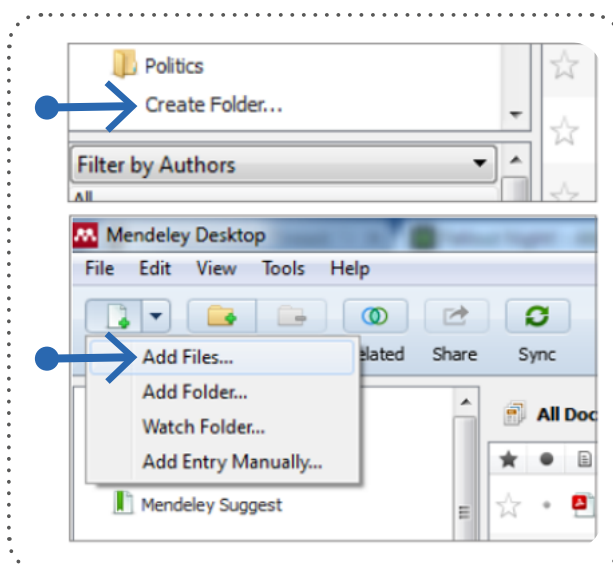 Politics
Create Folder...
Filter by Authors
All
Mendeley Desktop
File Edit View Tools Help
Add Files...
elated Share Sync
Add Folder...
All Doc
Watch Folder...
Add Entry Manually...
Mendeley Suggest